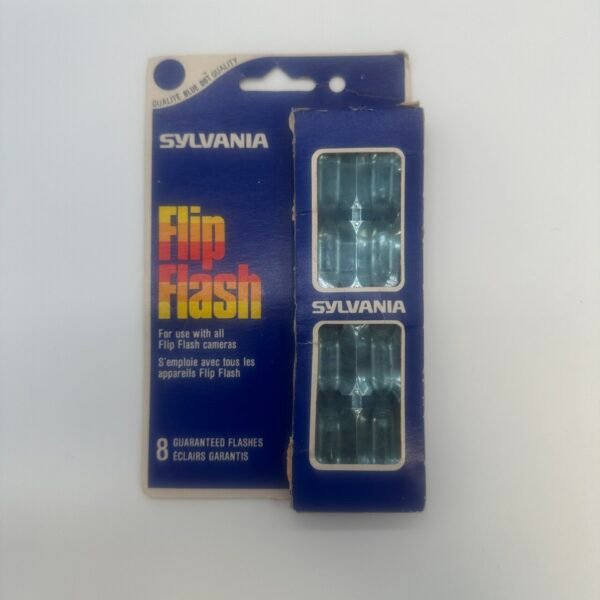 QUALITÉ BLUE DOT QUALITY
SYLVANIA
Flip
Flash
For use with all
Flip Flash cameras
S'emploie avec tous les
appareils Flip Flash
8 GUARANTEED FLASHES
ÉCLAIRS GARANTIS
SYLVANIA